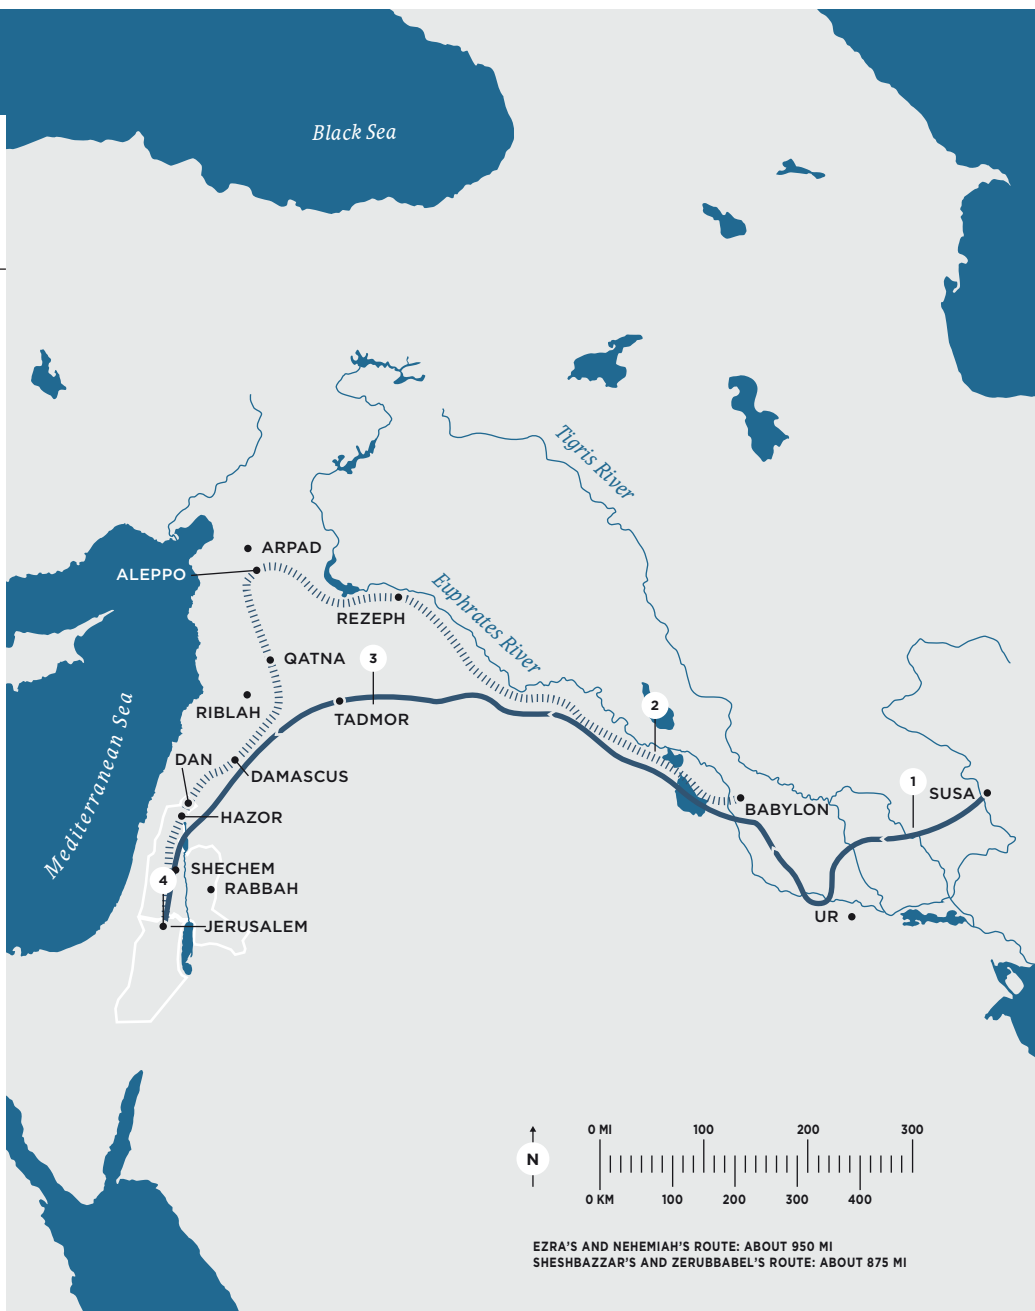 Black Sea
Tigris River
ARPAD
ALEPPO
Euphrates River
REZEPH
QATNA
3
RIBLAH
TADMOR
2
Mediterranean Sea
DAN
DAMASCUS
1
SUSA
BABYLON
HAZOR
SHECHEM
4
RABBAH
UR
JERUSALEM
0 MI 100 200 300
N
0 KM 100 200 300 400
EZRA'S AND NEHEMIAH'S ROUTE: ABOUT 950 MI
SHESHBAZZAR'S AND ZERUBBABEL'S ROUTE: ABOUT 875 MI